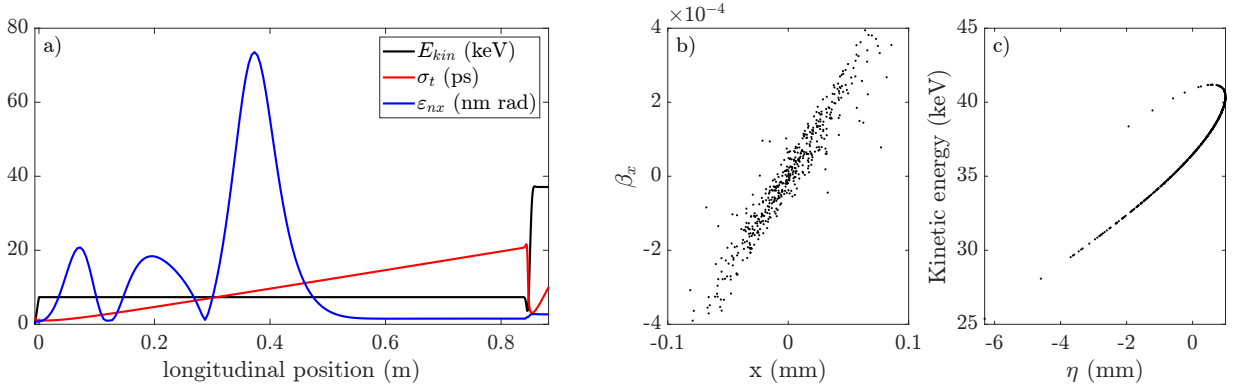 a)
80
60
40
20
0
E_kin (keV)
σ_t (ps)
ε_nx (nm rad)
0 0.2 0.4 0.6 0.8
longitudinal position (m)
×10⁻⁴
b)
4
2
0
-2
-4
β_x
-0.1 0 0.1
x (mm)
c)
45
40
35
30
25
Kinetic energy (keV)
-6 -4 -2 0
η (mm)